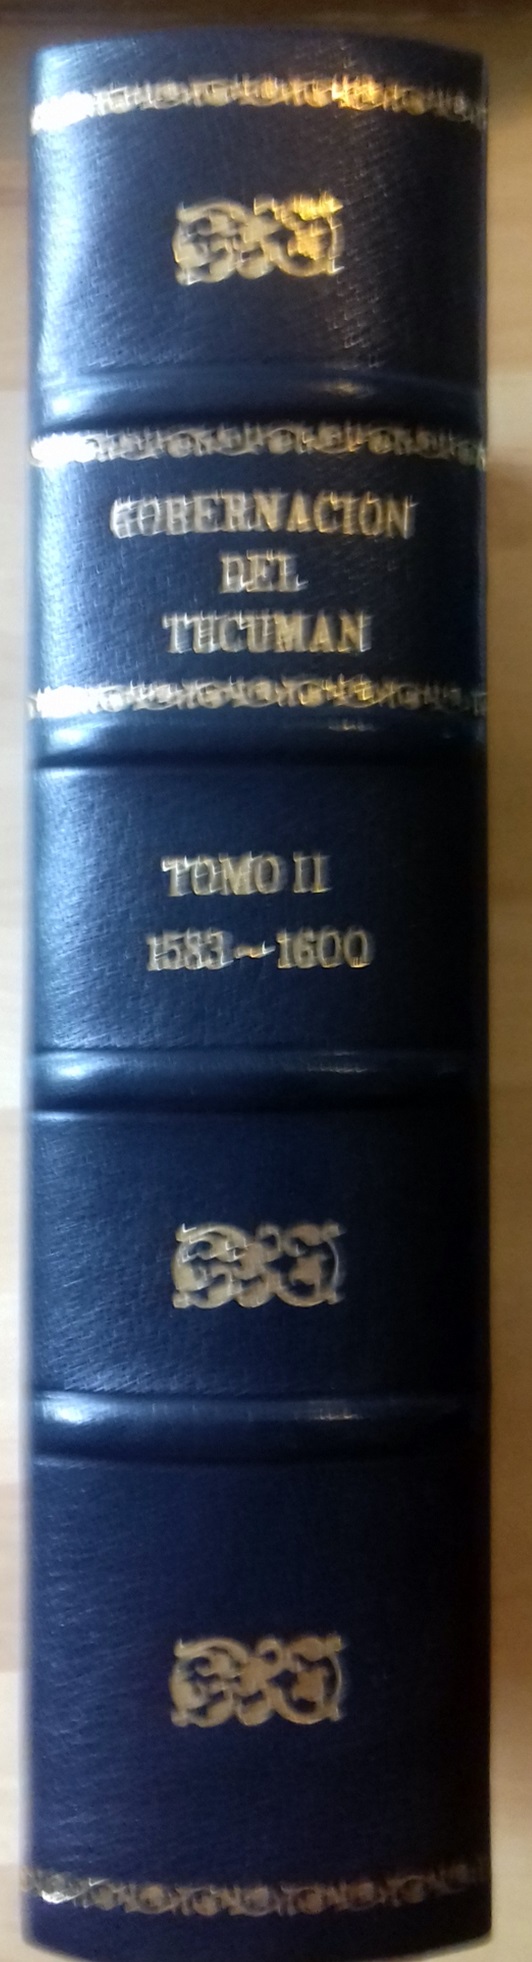 GOBERNACION
DEL
TUCUMAN
TOMO II
1583~1600